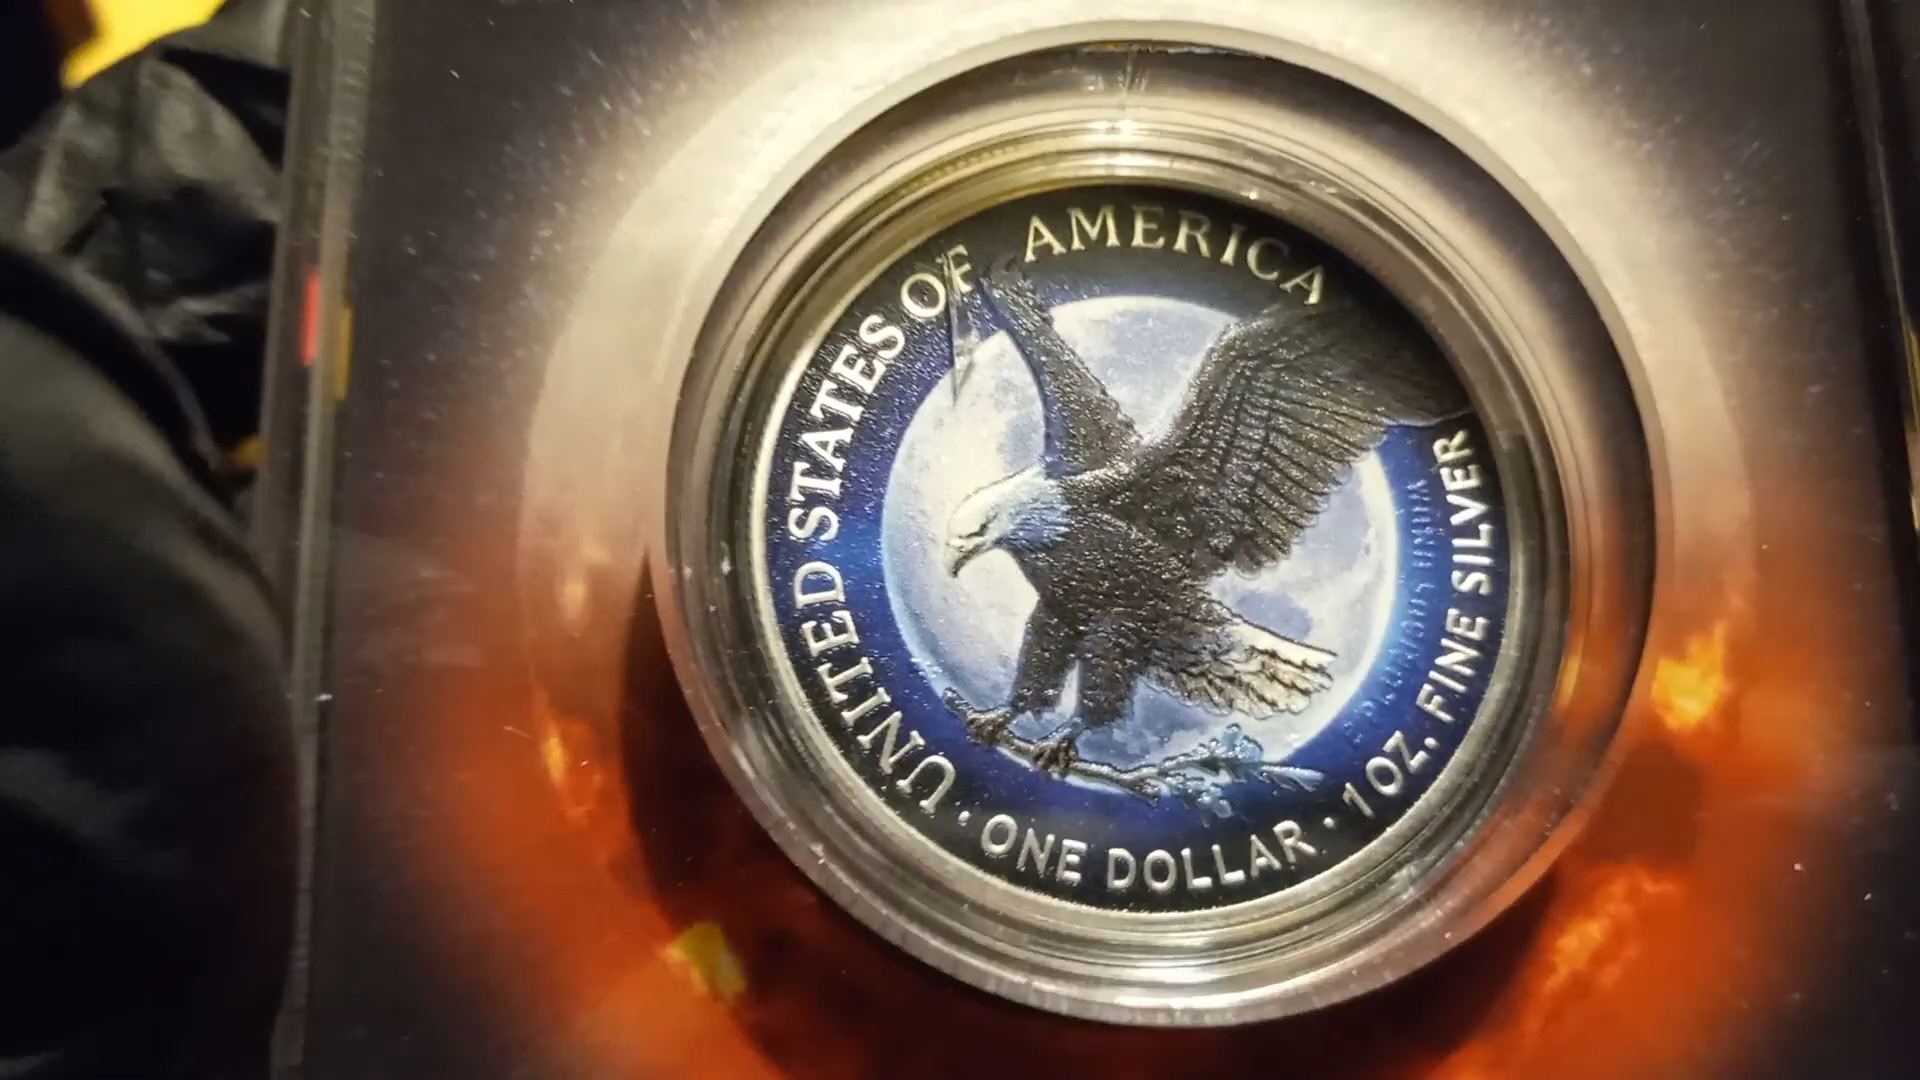 UNITED STATES OF AMERICA
· ONE DOLLAR · 1 OZ. FINE SILVER